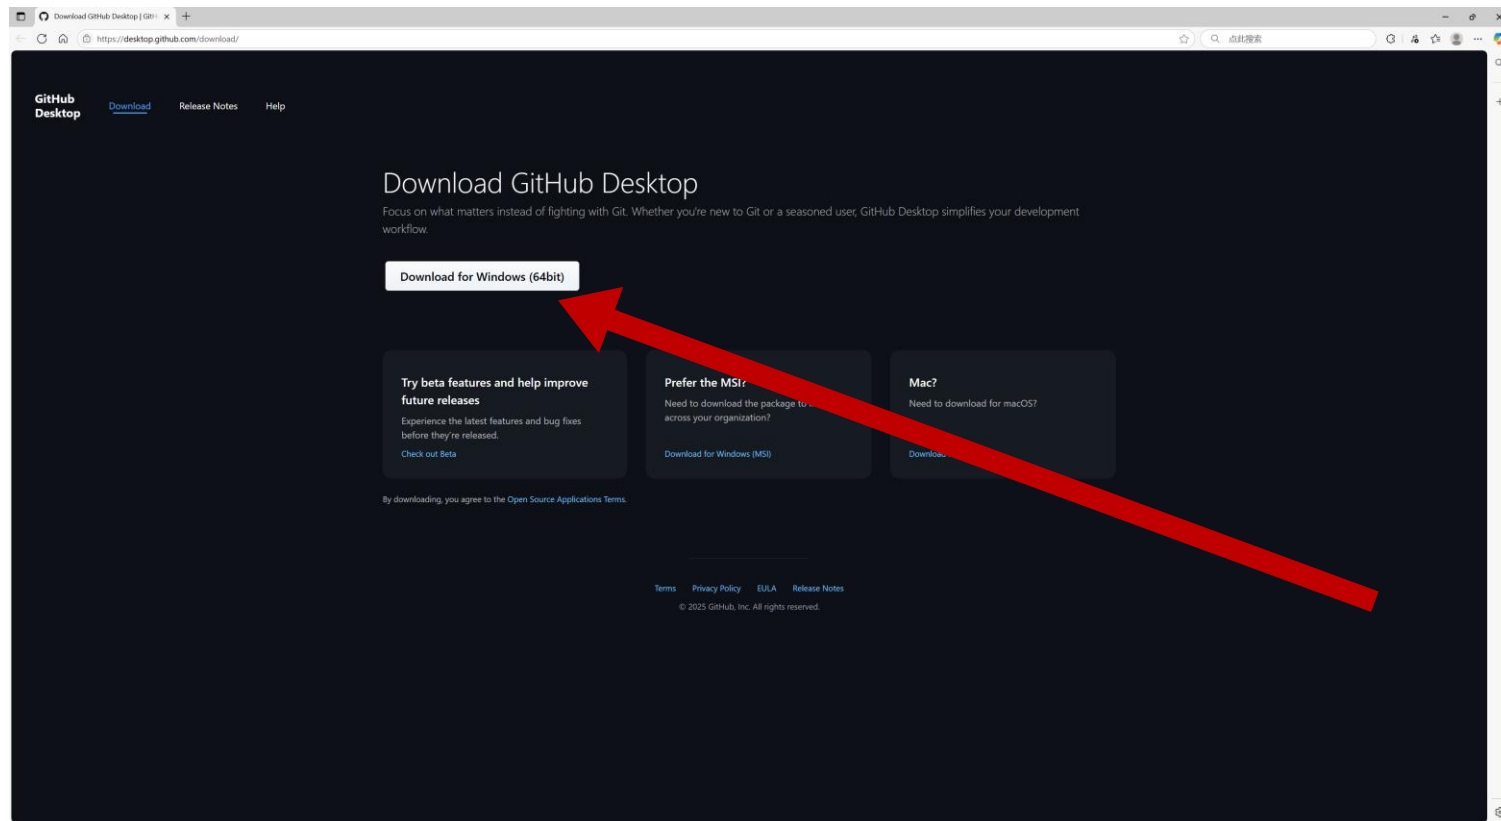 Download GitHub Desktop | GitH
https://desktop.github.com/download/
点此搜索
GitHub
Desktop
Download
Release Notes
Help
Download GitHub Desktop
Focus on what matters instead of fighting with Git. Whether you're new to Git or a seasoned user, GitHub Desktop simplifies your development
workflow.
Download for Windows (64bit)
Try beta features and help improve
future releases
Experience the latest features and bug fixes
before they're released.
Check out Beta
Prefer the MSI?
Need to download the package to
across your organization?
Download for Windows (MSI)
Mac?
Need to download for macOS?
Download
By downloading, you agree to the Open Source Applications Terms.
Terms
Privacy Policy
EULA
Release Notes
© 2025 GitHub, Inc. All rights reserved.